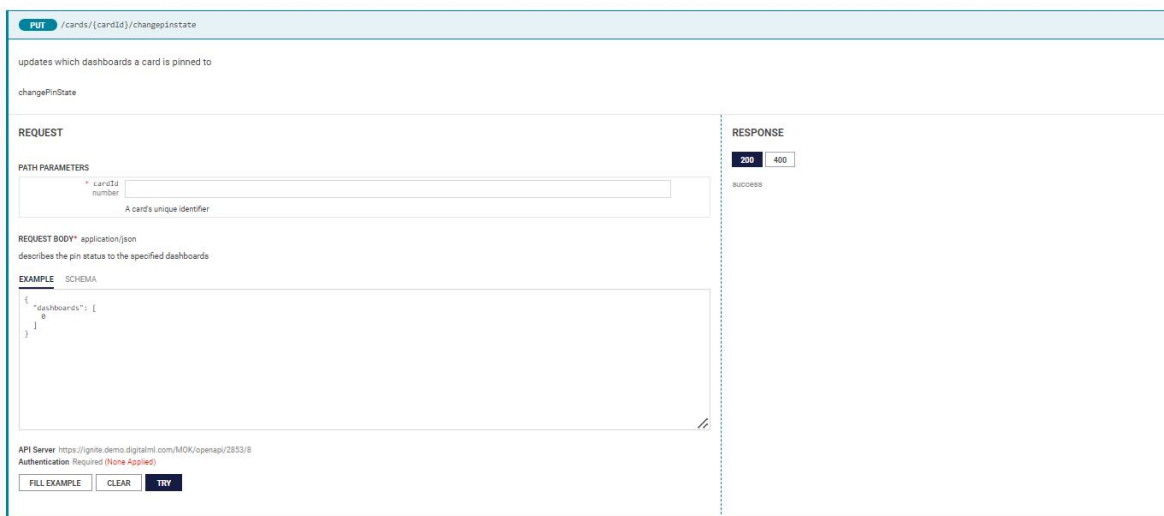 PUT /cards/{cardId}/changepinstate
updates which dashboards a card is pinned to
changePinState
REQUEST
PATH PARAMETERS
* cardId
number
A card's unique identifier
REQUEST BODY* application/json
describes the pin status to the specified dashboards
EXAMPLE SCHEMA
{
"dashboards": [
0
]
}
API Server https://ignite.demo.digitalml.com/MOK/openapi/2853/8
Authentication Required (None Applied)
FILL EXAMPLE CLEAR TRY
RESPONSE
200 400
success